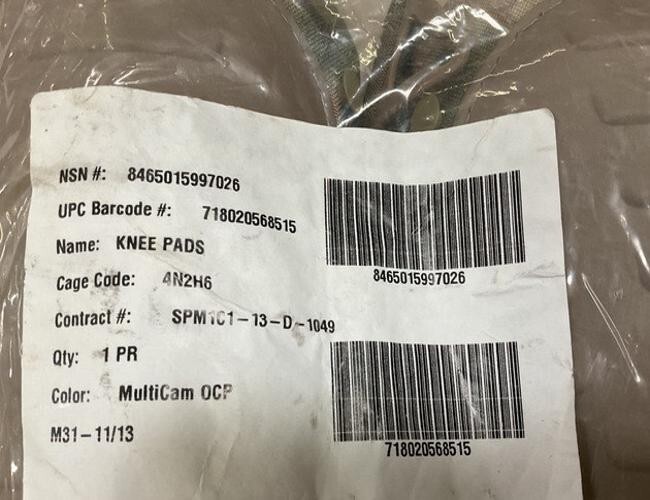 NSN #: 8465015997026
UPC Barcode #: 718020568515
Name: KNEE PADS
Cage Code: 4N2H6
Contract #: SPM1C1-13-D-1049
Qty: 1 PR
Color: MultiCam OCP
M31-11/13
8465015997026
718020568515